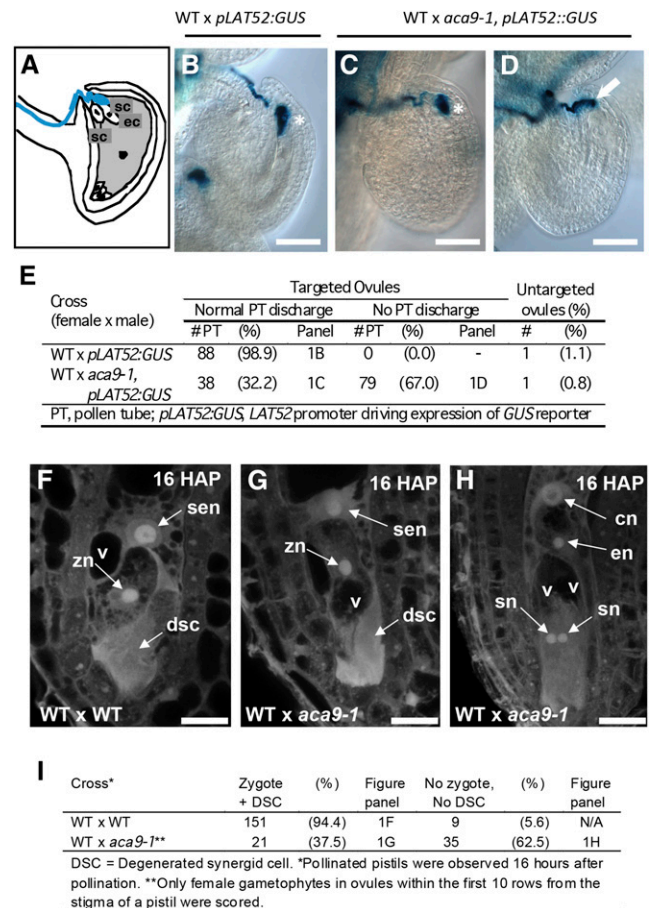 WT x pLAT52:GUS
WT x aca9-1, pLAT52::GUS
A
sc
ec
sc
B
*
C
*
D
E
Cross
(female x male)
Targeted Ovules
Untargeted
ovules (%)
Normal PT discharge
No PT discharge
# PT (%) Panel # PT (%) Panel # (%)
WT x pLAT52:GUS 88 (98.9) 1B 0 (0.0) - 1 (1.1)
WT x aca9-1,
pLAT52:GUS 38 (32.2) 1C 79 (67.0) 1D 1 (0.8)
PT, pollen tube; pLAT52:GUS, LAT52 promoter driving expression of GUS reporter
F
16 HAP
sen
v
zn
dsc
WT x WT
G
16 HAP
sen
zn
v
dsc
WT x aca9-1
H
16 HAP
cn
en
v v
sn sn
WT x aca9-1
I
Cross* Zygote + DSC (%) Figure panel No zygote, No DSC (%) Figure panel
WT x WT 151 (94.4) 1F 9 (5.6) N/A
WT x aca9-1** 21 (37.5) 1G 35 (62.5) 1H
DSC = Degenerated synergid cell. *Pollinated pistils were observed 16 hours after
pollination. **Only female gametophytes in ovules within the first 10 rows from the
stigma of a pistil were scored.